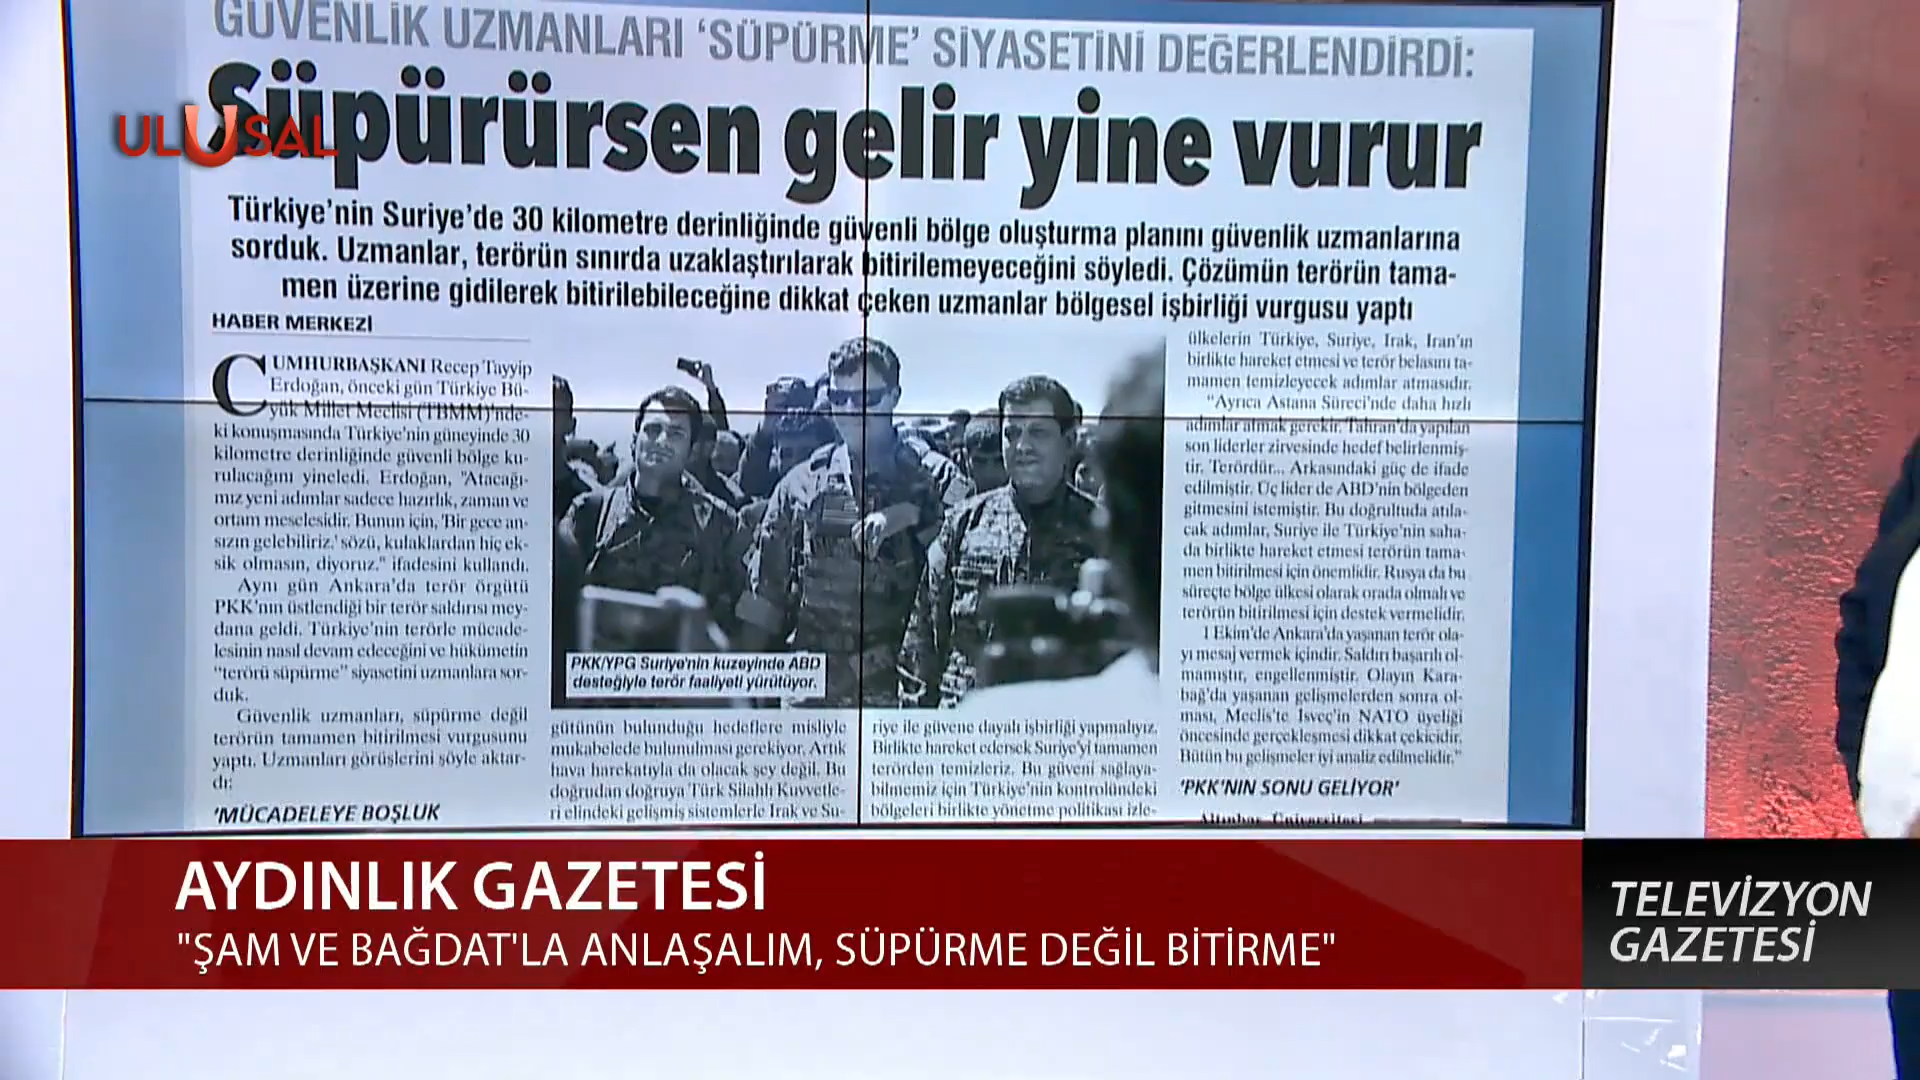 GÜVENLİK UZMANLARI ‘SÜPÜRME’ SİYASETİNİ DEĞERLENDİRDİ:
Süpürürsen gelir yine vurur
ULUSAL
Türkiye’nin Suriye’de 30 kilometre derinliğinde güvenli bölge oluşturma planını güvenlik uzmanlarına
sorduk. Uzmanlar, terörün sınırda uzaklaştırılarak bitirilemeyeceğini söyledi. Çözümün terörün tama-
men üzerine gidilerek bitirilebileceğine dikkat çeken uzmanlar bölgesel işbirliği vurgusu yaptı
HABER MERKEZİ
CUMHURBAŞKANI Recep Tayyip
Erdoğan, önceki gün Türkiye Bü-
yük Millet Meclisi (TBMM)'nde-
ki konuşmasında Türkiye'nin güneyinde 30
kilometre derinliğinde güvenli bölge ku-
rulacağını yineledi. Erdoğan, "Atacağı-
mız yeni adımlar sadece hazırlık, zaman ve
ortam meselesidir. Bunun için, 'Bir gece an-
sızın gelebiliriz.' sözü, kulaklardan hiç ek-
sik olmasın, diyoruz." ifadesini kullandı.
Aynı gün Ankara'da terör örgütü
PKK'nın üstlendiği bir terör saldırısı mey-
dana geldi. Türkiye'nin terörle mücade-
lesinin nasıl devam edeceğini ve hükümetin
"terörü süpürme" siyasetini uzmanlara sor-
duk.
Güvenlik uzmanları, süpürme değil
terörün tamamen bitirilmesi vurgusunu
yaptı. Uzmanları görüşlerini şöyle aktar-
dı:
'MÜCADELEYE BOŞLUK
PKK/YPG Suriye'nin kuzeyinde ABD
desteğiyle terör faaliyeti yürütüyor.
gütünün bulunduğu hedeflere misliyle
mukabelede bulunulması gerekiyor. Artık
hava harekatıyla da olacak şey değil. Bu
doğrudan doğruya Türk Silahlı Kuvvetle-
ri elindeki gelişmiş sistemlerle Irak ve Su-
riye ile güvene dayalı işbirliği yapmalıyız.
Birlikte hareket edersek Suriye'yi tamamen
terörden temizleriz. Bu güveni sağlaya-
bilmemiz için Türkiye'nin kontrolündeki
bölgeleri birlikte yönetme politikası izle-
ülkelerin Türkiye, Suriye, Irak, İran'ın
birlikte hareket etmesi ve terör belasını ta-
mamen temizleyecek adımlar atmasıdır.
"Ayrıca Astana Süreci'nde daha hızlı
adımlar atmak gerekir. Tahran'da yapılan
son liderler zirvesinde hedef belirlenmiş-
tir. Terördür... Arkasındaki güç de ifade
edilmiştir. Üç lider de ABD'nin bölgeden
gitmesini istemiştir. Bu doğrultuda atıla-
cak adımlar, Suriye ile Türkiye'nin saha-
da birlikte hareket etmesi terörün tama-
men bitirilmesi için önemlidir. Rusya da bu
süreçte bölge ülkesi olarak orada olmalı ve
terörün bitirilmesi için destek vermelidir.
1 Ekim'de Ankara'da yaşanan terör ola-
yı mesaj vermek içindir. Saldırı başarılı ol-
mamıştır, engellenmiştir. Olayın Kara-
bağ'da yaşanan gelişmelerden sonra ol-
ması, Meclis'te İsveç'in NATO üyeliği
öncesinde gerçekleşmesi dikkat çekicidir.
Bütün bu gelişmeler iyi analiz edilmelidir."
'PKK'NIN SONU GELİYOR'
AYDINLIK GAZETESİ
"ŞAM VE BAĞDAT'LA ANLAŞALIM, SÜPÜRME DEĞİL BİTİRME"
TELEVİZYON
GAZETESİ